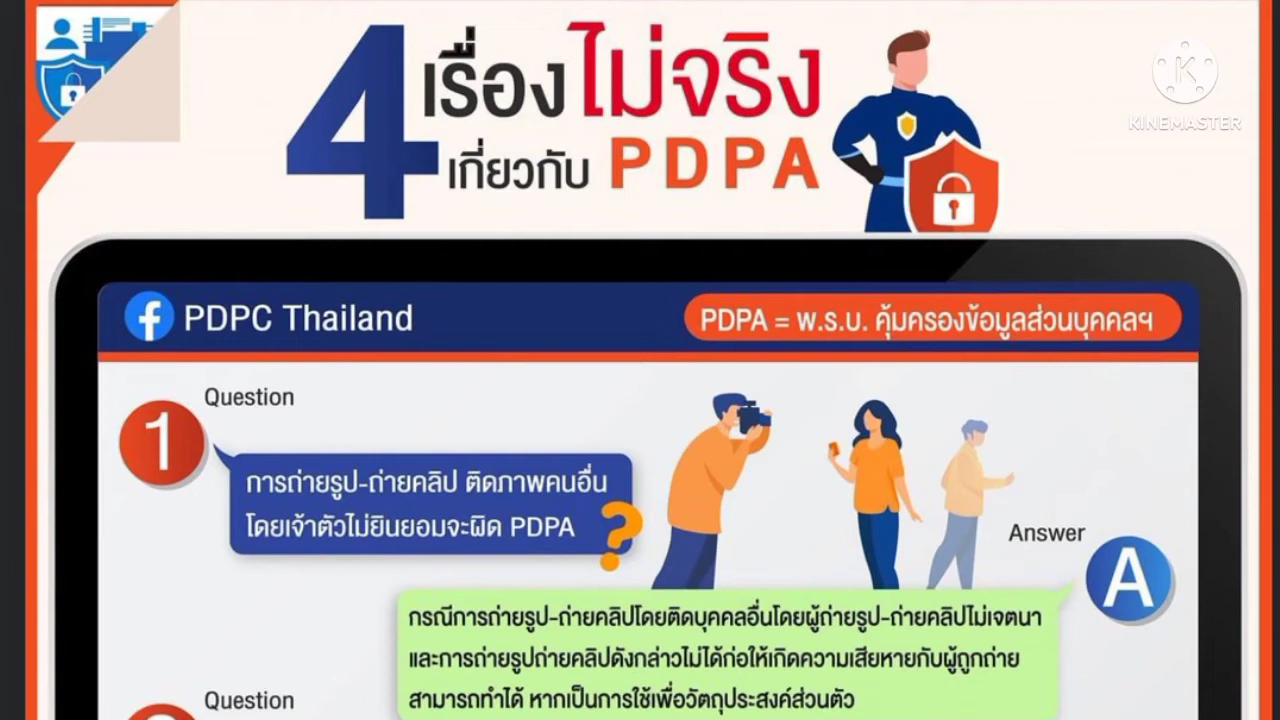 4 เรื่องไม่จริง
เกี่ยวกับ PDPA
KINEMASTER
PDPC Thailand
PDPA = พ.ร.บ. คุ้มครองข้อมูลส่วนบุคคลฯ
Question
1
การถ่ายรูป-ถ่ายคลิป ติดภาพคนอื่น
โดยเจ้าตัวไม่ยินยอมจะผิด PDPA
?
Answer
A
กรณีการถ่ายรูป-ถ่ายคลิปโดยติดบุคคลอื่นโดยผู้ถ่ายรูป-ถ่ายคลิปไม่เจตนา
และการถ่ายรูปถ่ายคลิปดังกล่าวไม่ได้ก่อให้เกิดความเสียหายกับผู้ถูกถ่าย
สามารถทำได้ หากเป็นการใช้เพื่อวัตถุประสงค์ส่วนตัว
Question